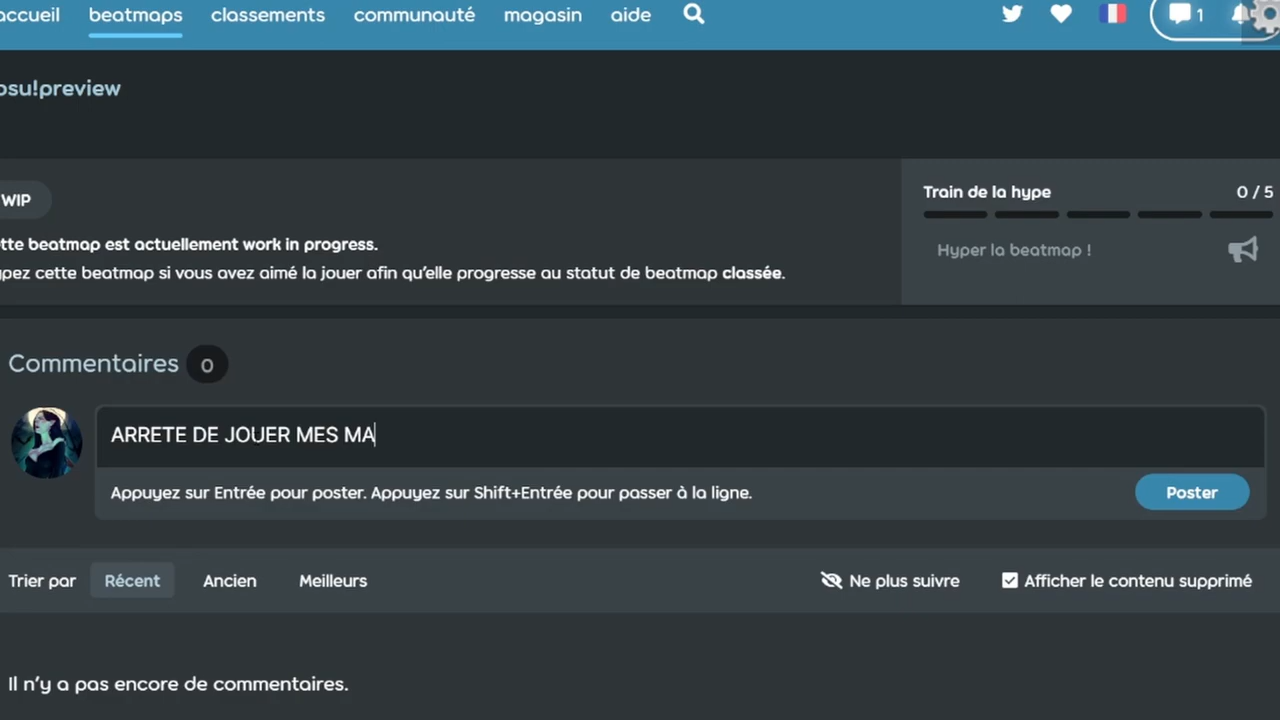 accueil beatmaps classements communauté magasin aide 1
osu!preview
WIP
Train de la hype 0 / 5
tte beatmap est actuellement work in progress.
Hyper la beatmap !
ypez cette beatmap si vous avez aimé la jouer afin qu'elle progresse au statut de beatmap classée.
Commentaires 0
ARRETE DE JOUER MES MA
Appuyez sur Entrée pour poster. Appuyez sur Shift+Entrée pour passer à la ligne. Poster
Trier par Récent Ancien Meilleurs Ne plus suivre Afficher le contenu supprimé
Il n'y a pas encore de commentaires.